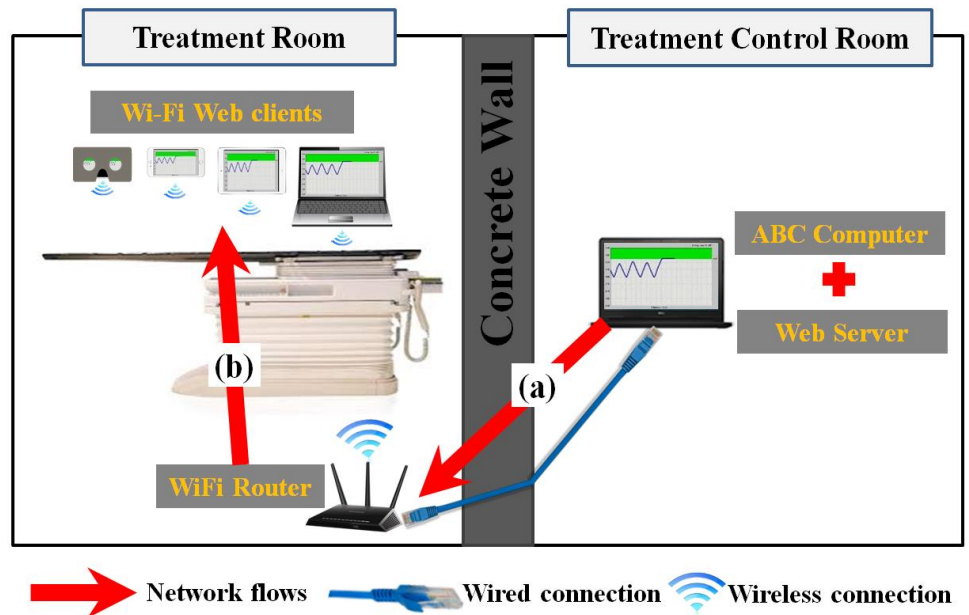 Treatment Room
Treatment Control Room
Wi-Fi Web clients
Concrete Wall
ABC Computer
Web Server
(b)
(a)
WiFi Router
Network flows
Wired connection
Wireless connection